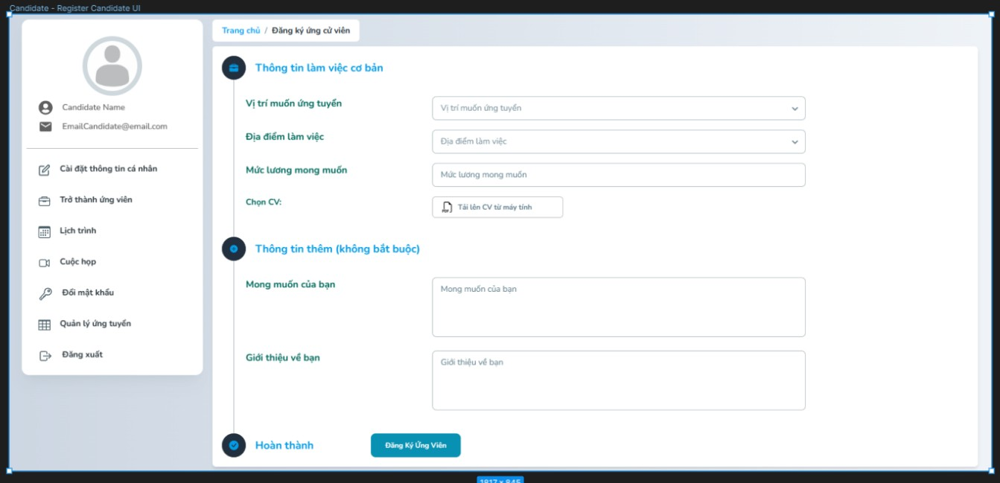 Candidate - Register Candidate UI
Candidate Name
EmailCandidate@email.com
Cài đặt thông tin cá nhân
Trở thành ứng viên
Lịch trình
Cuộc họp
Đổi mật khẩu
Quản lý ứng tuyển
Đăng xuất
Trang chủ / Đăng ký ứng cử viên
Thông tin làm việc cơ bản
Vị trí muốn ứng tuyển
Vị trí muốn ứng tuyển
Địa điểm làm việc
Địa điểm làm việc
Mức lương mong muốn
Mức lương mong muốn
Chọn CV:
Tải lên CV từ máy tính
Thông tin thêm (không bắt buộc)
Mong muốn của bạn
Mong muốn của bạn
Giới thiệu về bạn
Giới thiệu về bạn
Hoàn thành
Đăng Ký Ứng Viên
1817 x 845